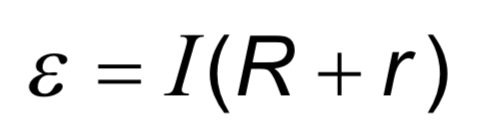 ε = I(R + r)